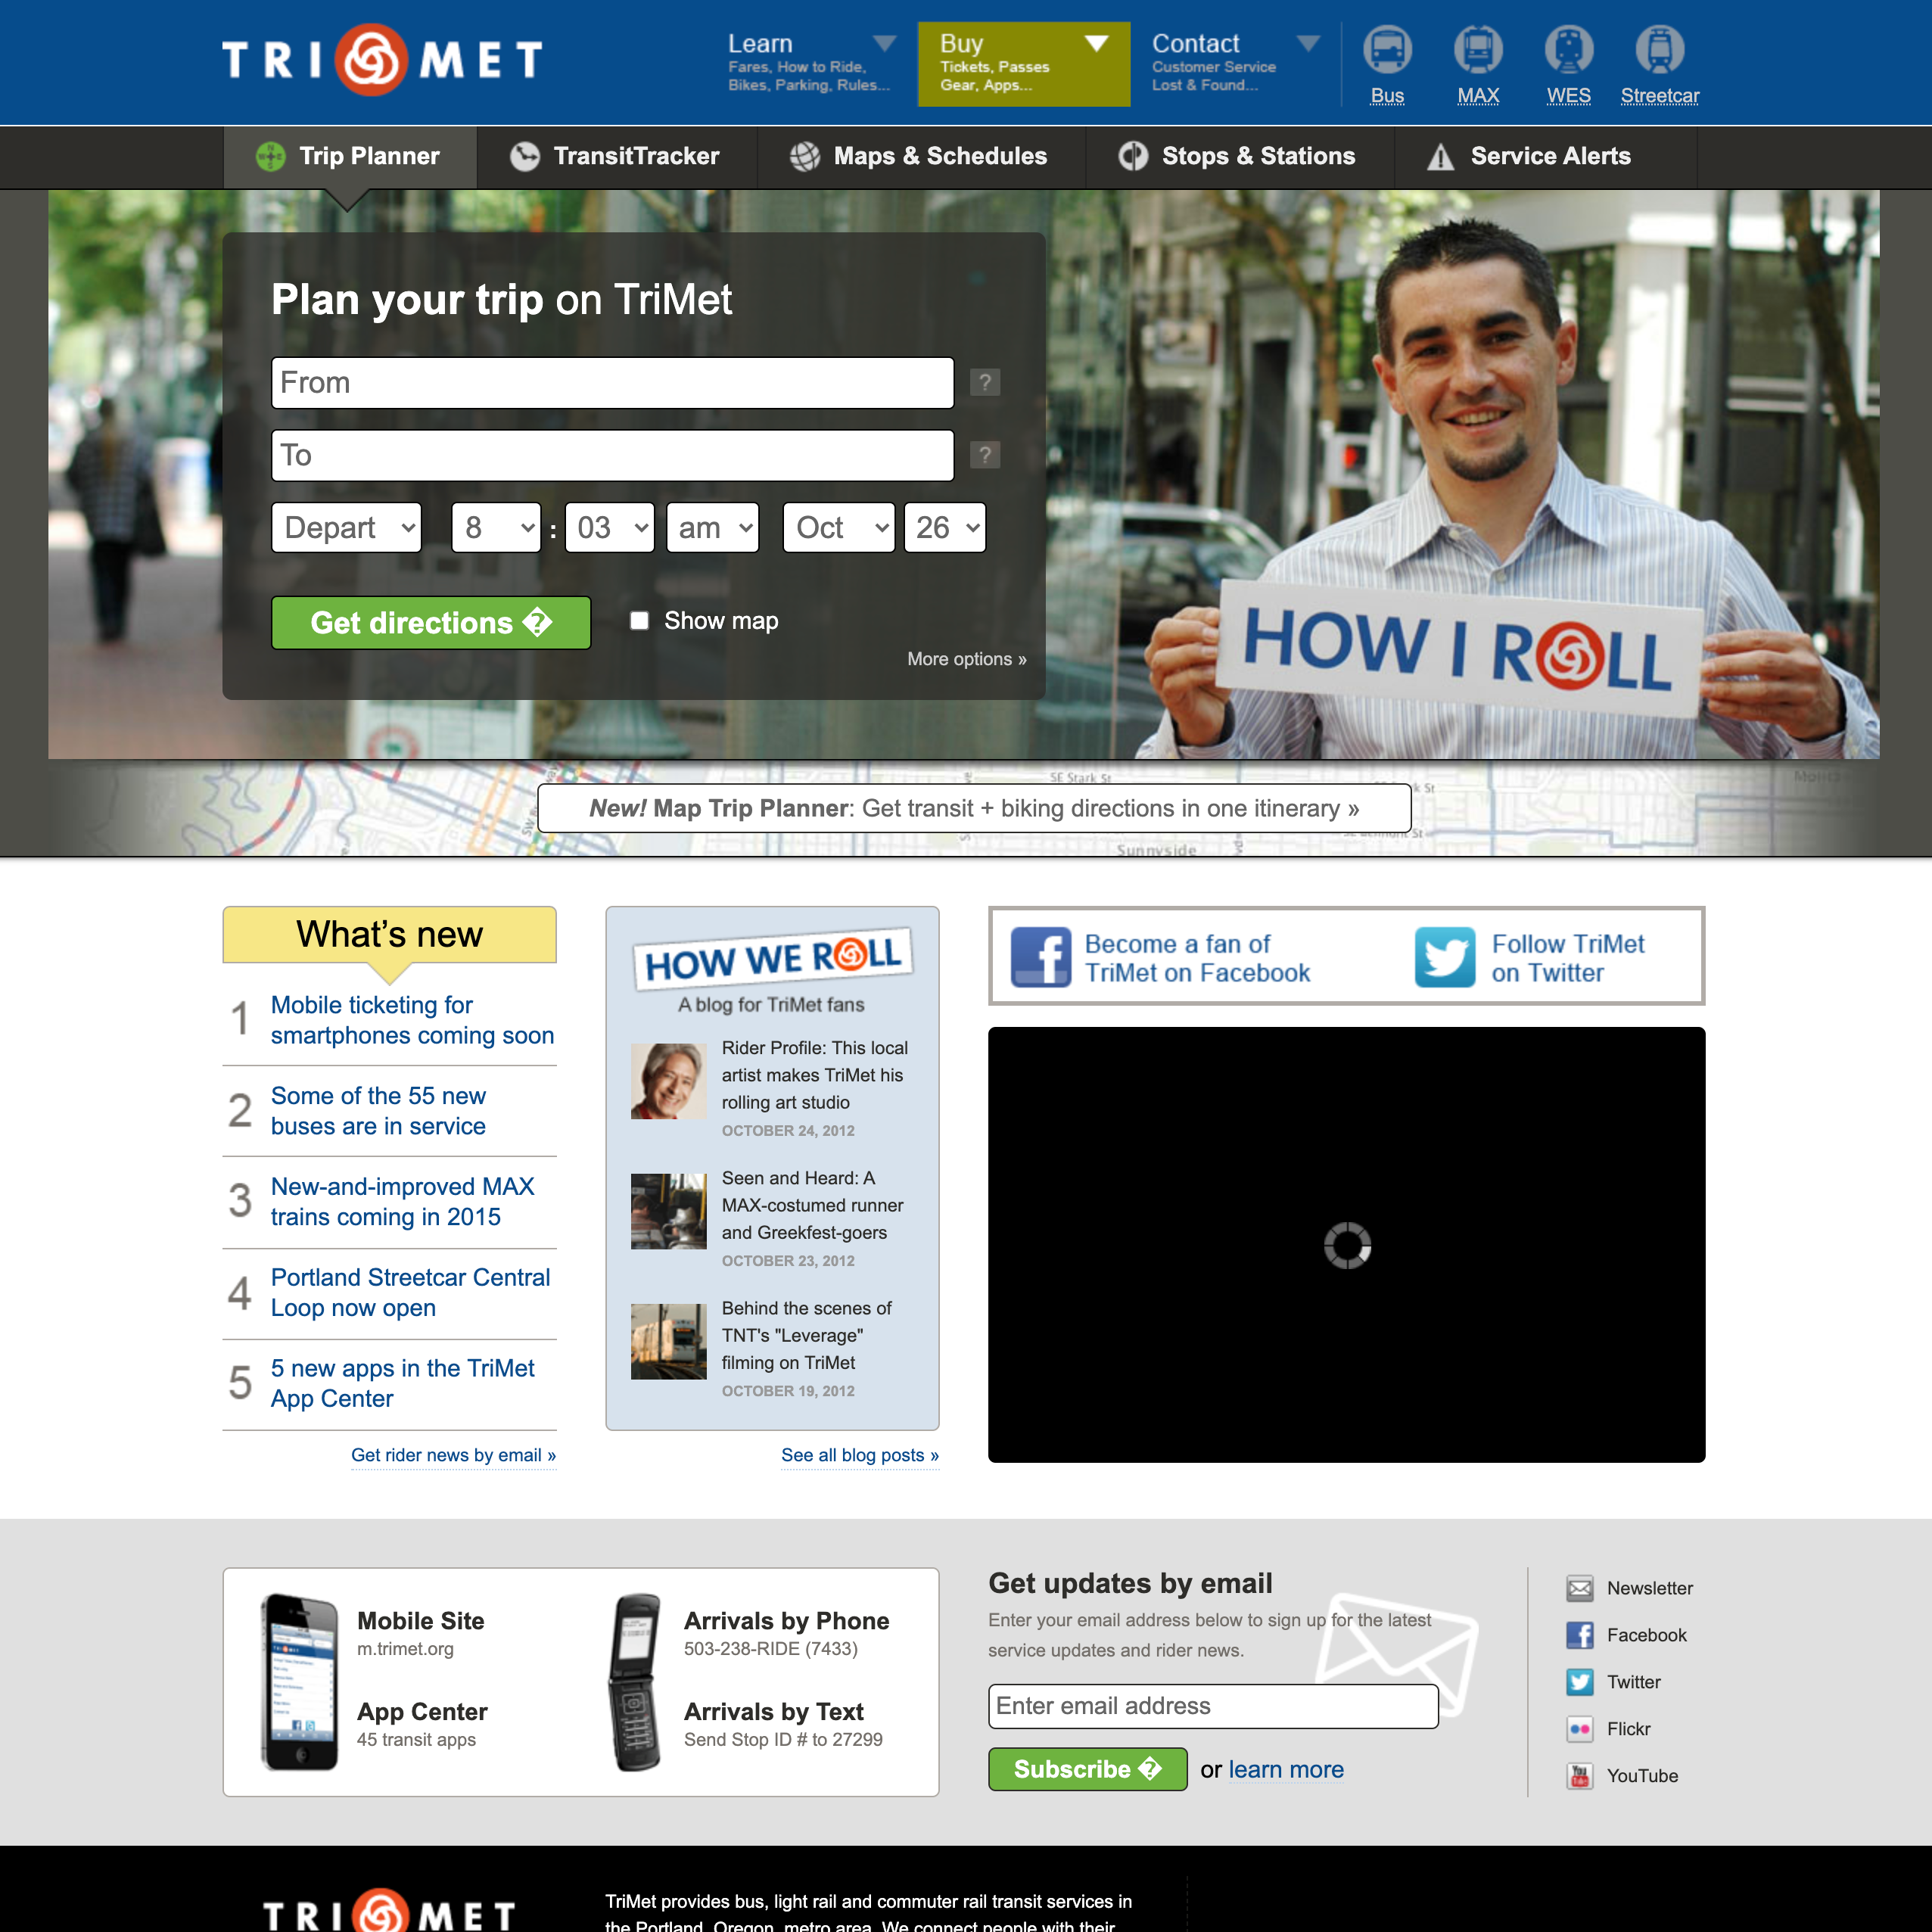 TRI MET
Learn
Fares, How to Ride,
Bikes, Parking, Rules...
Buy
Tickets, Passes
Gear, Apps...
Contact
Customer Service
Lost & Found...
Bus
MAX
WES
Streetcar
Trip Planner
TransitTracker
Maps & Schedules
Stops & Stations
Service Alerts
Plan your trip on TriMet
From
?
To
?
Depart
8
:
03
am
Oct
26
Get directions �
Show map
More options »
HOW I ROLL
SE Stark St
New! Map Trip Planner: Get transit + biking directions in one itinerary »
Sunnyside
What’s new
1
Mobile ticketing for
smartphones coming soon
2
Some of the 55 new
buses are in service
3
New-and-improved MAX
trains coming in 2015
4
Portland Streetcar Central
Loop now open
5
5 new apps in the TriMet
App Center
Get rider news by email »
HOW WE ROLL
A blog for TriMet fans
Rider Profile: This local
artist makes TriMet his
rolling art studio
OCTOBER 24, 2012
Seen and Heard: A
MAX-costumed runner
and Greekfest-goers
OCTOBER 23, 2012
Behind the scenes of
TNT's "Leverage"
filming on TriMet
OCTOBER 19, 2012
See all blog posts »
Become a fan of
TriMet on Facebook
Follow TriMet
on Twitter
Mobile Site
m.trimet.org
App Center
45 transit apps
Arrivals by Phone
503-238-RIDE (7433)
Arrivals by Text
Send Stop ID # to 27299
Get updates by email
Enter your email address below to sign up for the latest
service updates and rider news.
Enter email address
Subscribe �
or learn more
Newsletter
Facebook
Twitter
Flickr
YouTube
TRI MET
TriMet provides bus, light rail and commuter rail transit services in
the Portland, Oregon, metro area. We connect people with their